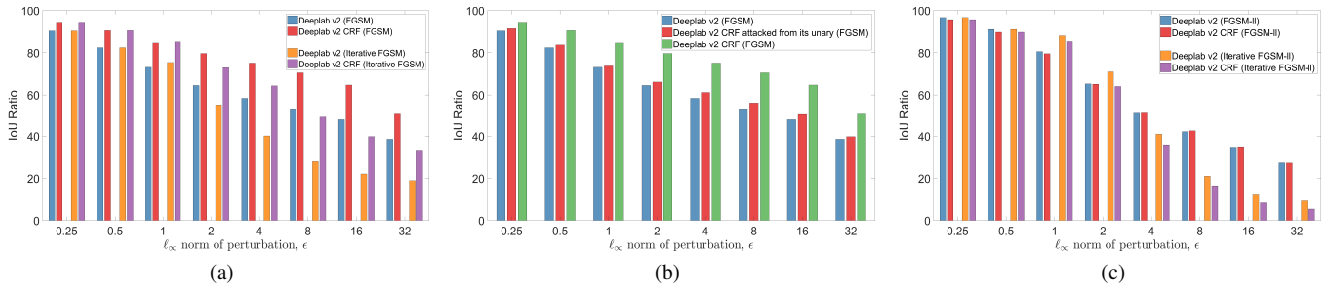 100
80
60
40
20
0
IoU Ratio
Deeplab v2 (FGSM)
Deeplab v2 CRF (FGSM)
Deeplab v2 (Iterative FGSM)
Deeplab v2 CRF (Iterative FGSM)
0.25 0.5 1 2 4 8 16 32
ℓ∞ norm of perturbation, ϵ
(a)
100
80
60
40
20
0
IoU Ratio
Deeplab v2 (FGSM)
Deeplab v2 CRF attacked from its unary (FGSM)
Deeplab v2 CRF (FGSM)
0.25 0.5 1 2 4 8 16 32
ℓ∞ norm of perturbation, ϵ
(b)
100
80
60
40
20
0
IoU Ratio
Deeplab v2 (FGSM-II)
Deeplab v2 CRF (FGSM-II)
Deeplab v2 (Iterative FGSM-II)
Deeplab v2 CRF (Iterative FGSM-II)
0.25 0.5 1 2 4 8 16 32
ℓ∞ norm of perturbation, ϵ
(c)